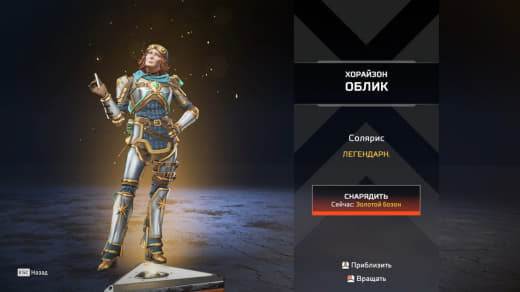 ХОРАЙЗОН
ОБЛИК
Солярис
ЛЕГЕНДАРН.
СНАРЯДИТЬ
Сейчас: Золотой бозон
ESC Назад
Приблизить
Вращать